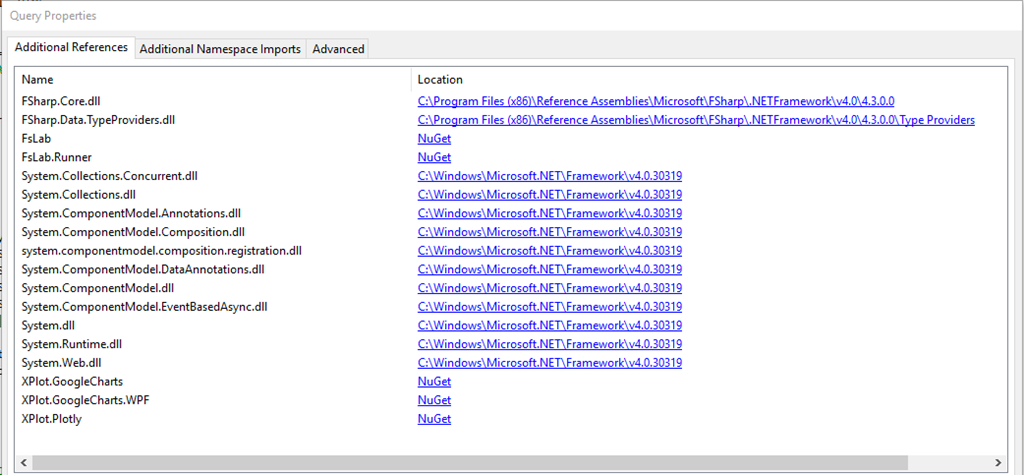 Query Properties
Additional References Additional Namespace Imports Advanced
Name Location
FSharp.Core.dll C:\Program Files (x86)\Reference Assemblies\Microsoft\FSharp\.NETFramework\v4.0\4.3.0.0
FSharp.Data.TypeProviders.dll C:\Program Files (x86)\Reference Assemblies\Microsoft\FSharp\.NETFramework\v4.0\4.3.0.0\Type Providers
FsLab NuGet
FsLab.Runner NuGet
System.Collections.Concurrent.dll C:\Windows\Microsoft.NET\Framework\v4.0.30319
System.Collections.dll C:\Windows\Microsoft.NET\Framework\v4.0.30319
System.ComponentModel.Annotations.dll C:\Windows\Microsoft.NET\Framework\v4.0.30319
System.ComponentModel.Composition.dll C:\Windows\Microsoft.NET\Framework\v4.0.30319
system.componentmodel.composition.registration.dll C:\Windows\Microsoft.NET\Framework\v4.0.30319
System.ComponentModel.DataAnnotations.dll C:\Windows\Microsoft.NET\Framework\v4.0.30319
System.ComponentModel.dll C:\Windows\Microsoft.NET\Framework\v4.0.30319
System.ComponentModel.EventBasedAsync.dll C:\Windows\Microsoft.NET\Framework\v4.0.30319
System.dll C:\Windows\Microsoft.NET\Framework\v4.0.30319
System.Runtime.dll C:\Windows\Microsoft.NET\Framework\v4.0.30319
System.Web.dll C:\Windows\Microsoft.NET\Framework\v4.0.30319
XPlot.GoogleCharts NuGet
XPlot.GoogleCharts.WPF NuGet
XPlot.Plotly NuGet